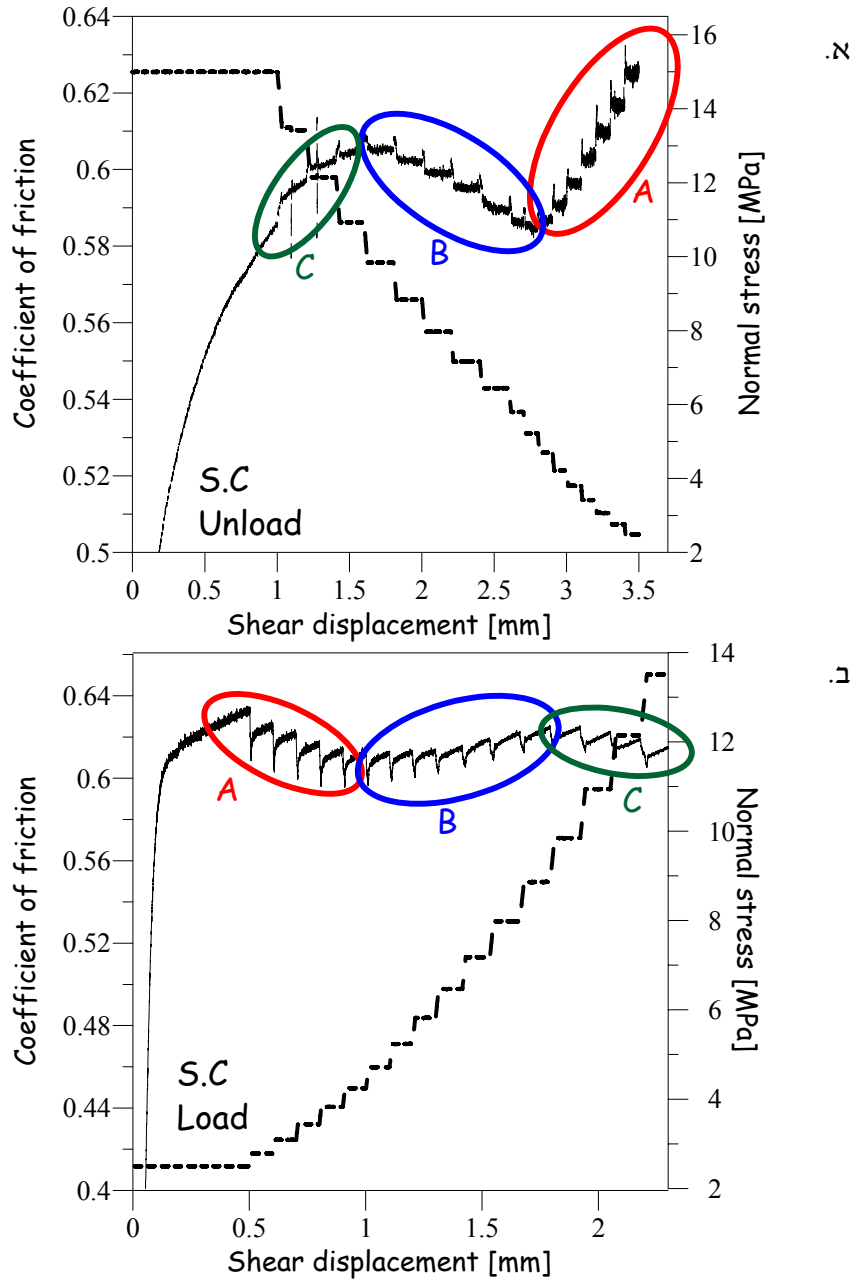 א.
Coefficient of friction
0.64
0.62
0.6
0.58
0.56
0.54
0.52
0.5
16
14
12
10
8
6
4
2
Normal stress [MPa]
A
B
C
S.C
Unload
0 0.5 1 1.5 2 2.5 3 3.5
Shear displacement [mm]
ב.
Coefficient of friction
0.64
0.6
0.56
0.52
0.48
0.44
0.4
14
12
10
8
6
4
2
Normal stress [MPa]
A
B
C
S.C
Load
0 0.5 1 1.5 2
Shear displacement [mm]